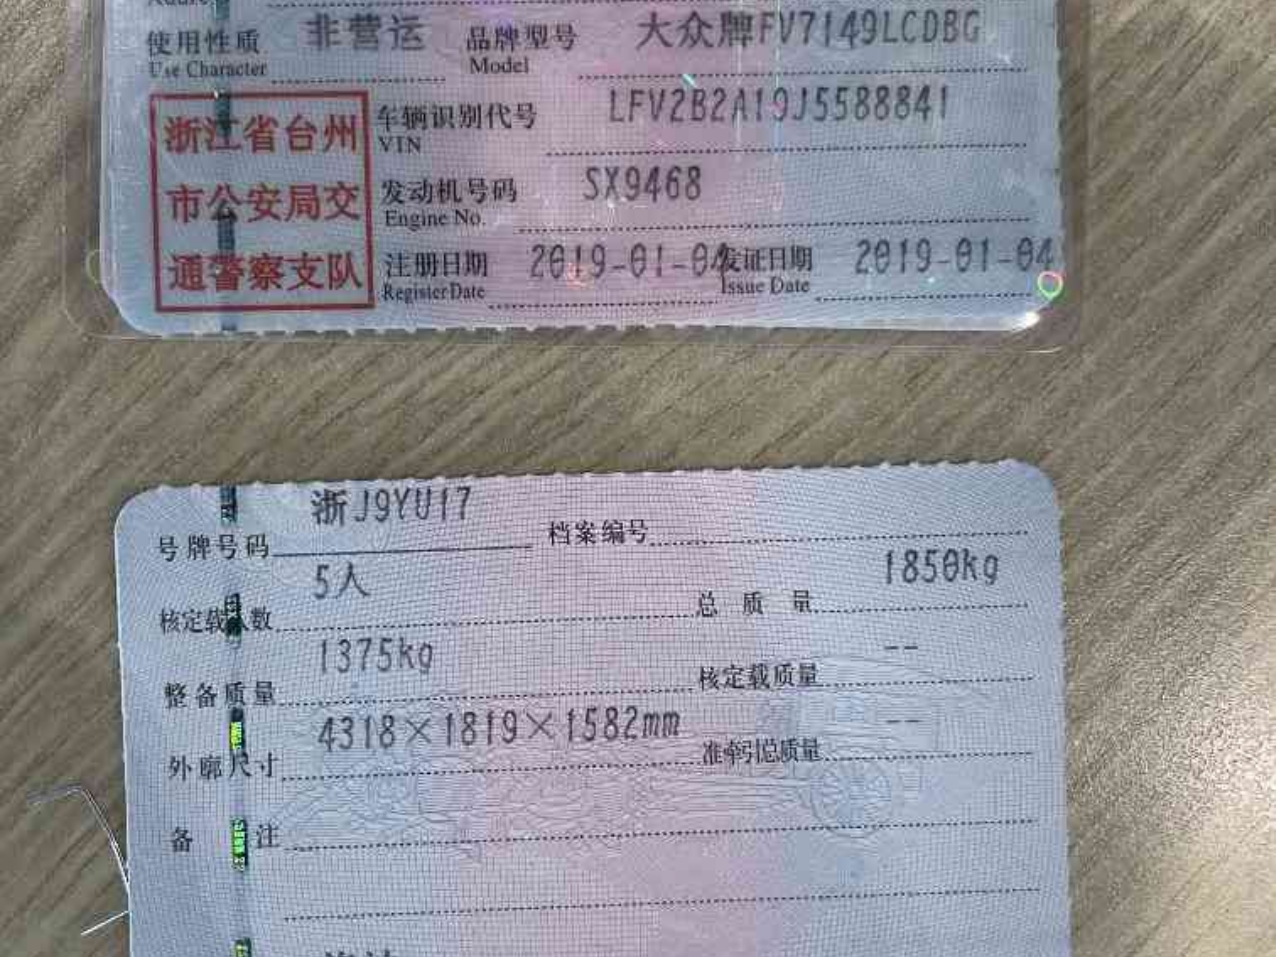 使用性质 非营运 品牌型号 大众牌FV7149LCDBG
Use Character Model
浙江省台州
市公安局交
通警察支队
车辆识别代号 LFV2B2A19J5588841
VIN
发动机号码 SX9468
Engine No.
注册日期 2019-01-04 发证日期 2019-01-04
Register Date Issue Date
号牌号码 浙J9YU17 档案编号
核定载人数 5人 总质量 1850kg
整备质量 1375kg 核定载质量 --
外廓尺寸 4318×1819×1582mm 准牵引总质量 --
备注